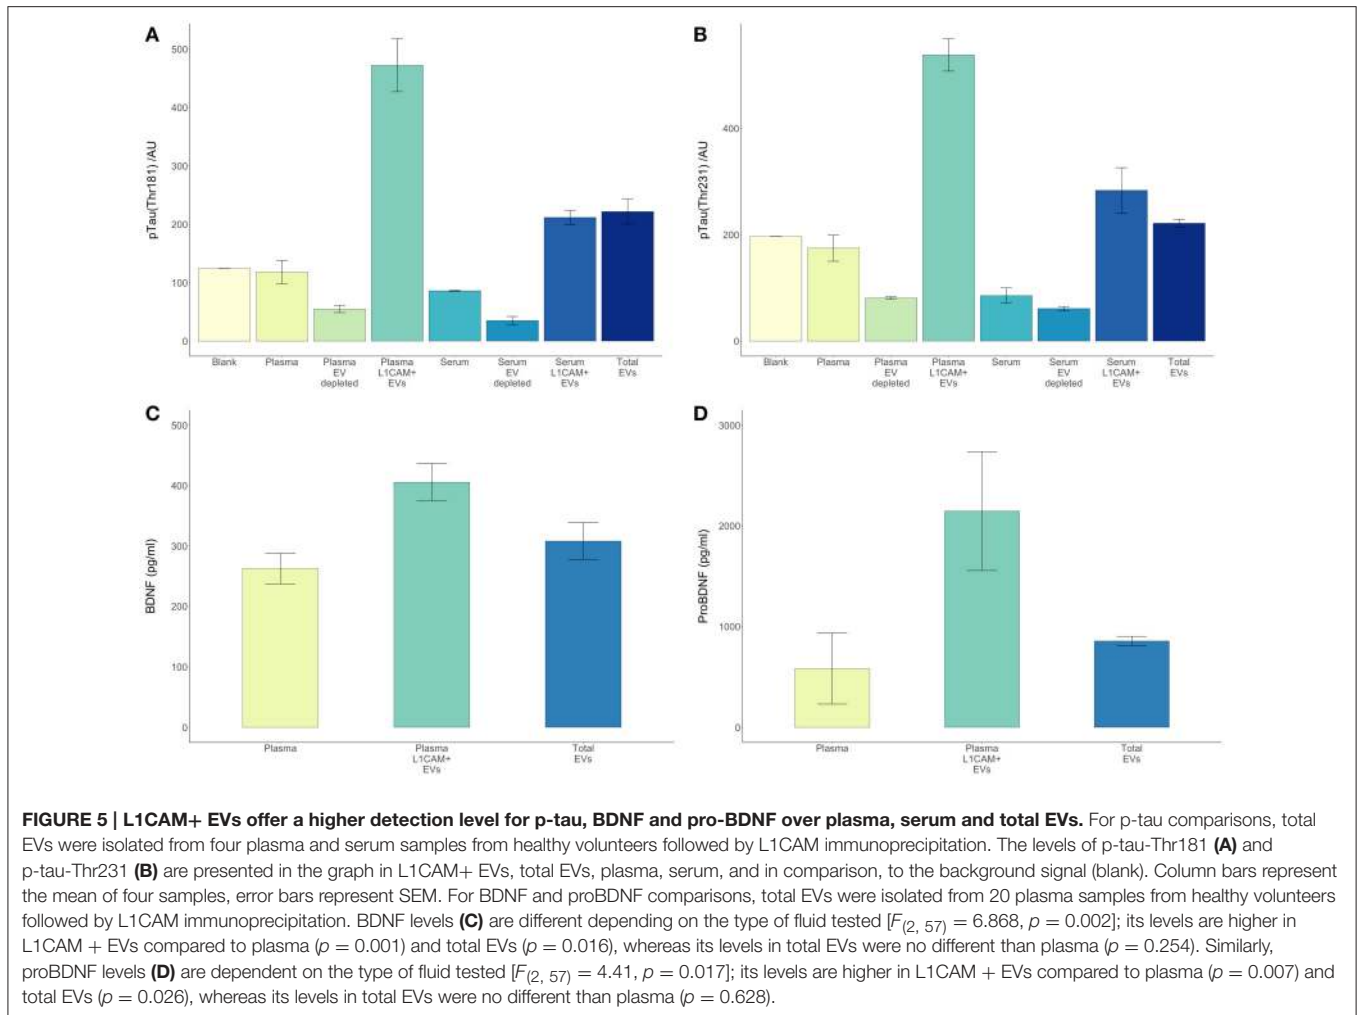 A
pTau(Thr181) /AU
500
400
300
200
100
0
Blank
Plasma
Plasma
EV
depleted
Plasma
L1CAM+
EVs
Serum
Serum
EV
depleted
Serum
L1CAM+
EVs
Total
EVs
B
pTau(Thr231) /AU
400
200
0
Blank
Plasma
Plasma
EV
depleted
Plasma
L1CAM+
EVs
Serum
Serum
EV
depleted
Serum
L1CAM+
EVs
Total
EVs
C
BDNF (pg/ml)
500
400
300
200
100
0
Plasma
Plasma
L1CAM+
EVs
Total
EVs
D
ProBDNF (pg/ml)
3000
2000
1000
0
Plasma
Plasma
L1CAM+
EVs
Total
EVs
FIGURE 5 | L1CAM+ EVs offer a higher detection level for p-tau, BDNF and pro-BDNF over plasma, serum and total EVs. For p-tau comparisons, total
EVs were isolated from four plasma and serum samples from healthy volunteers followed by L1CAM immunoprecipitation. The levels of p-tau-Thr181 (A) and
p-tau-Thr231 (B) are presented in the graph in L1CAM+ EVs, total EVs, plasma, serum, and in comparison, to the background signal (blank). Column bars represent
the mean of four samples, error bars represent SEM. For BDNF and proBDNF comparisons, total EVs were isolated from 20 plasma samples from healthy volunteers
followed by L1CAM immunoprecipitation. BDNF levels (C) are different depending on the type of fluid tested [F(2, 57) = 6.868, p = 0.002]; its levels are higher in
L1CAM + EVs compared to plasma (p = 0.001) and total EVs (p = 0.016), whereas its levels in total EVs were no different than plasma (p = 0.254). Similarly,
proBDNF levels (D) are dependent on the type of fluid tested [F(2, 57) = 4.41, p = 0.017]; its levels are higher in L1CAM + EVs compared to plasma (p = 0.007) and
total EVs (p = 0.026), whereas its levels in total EVs were no different than plasma (p = 0.628).